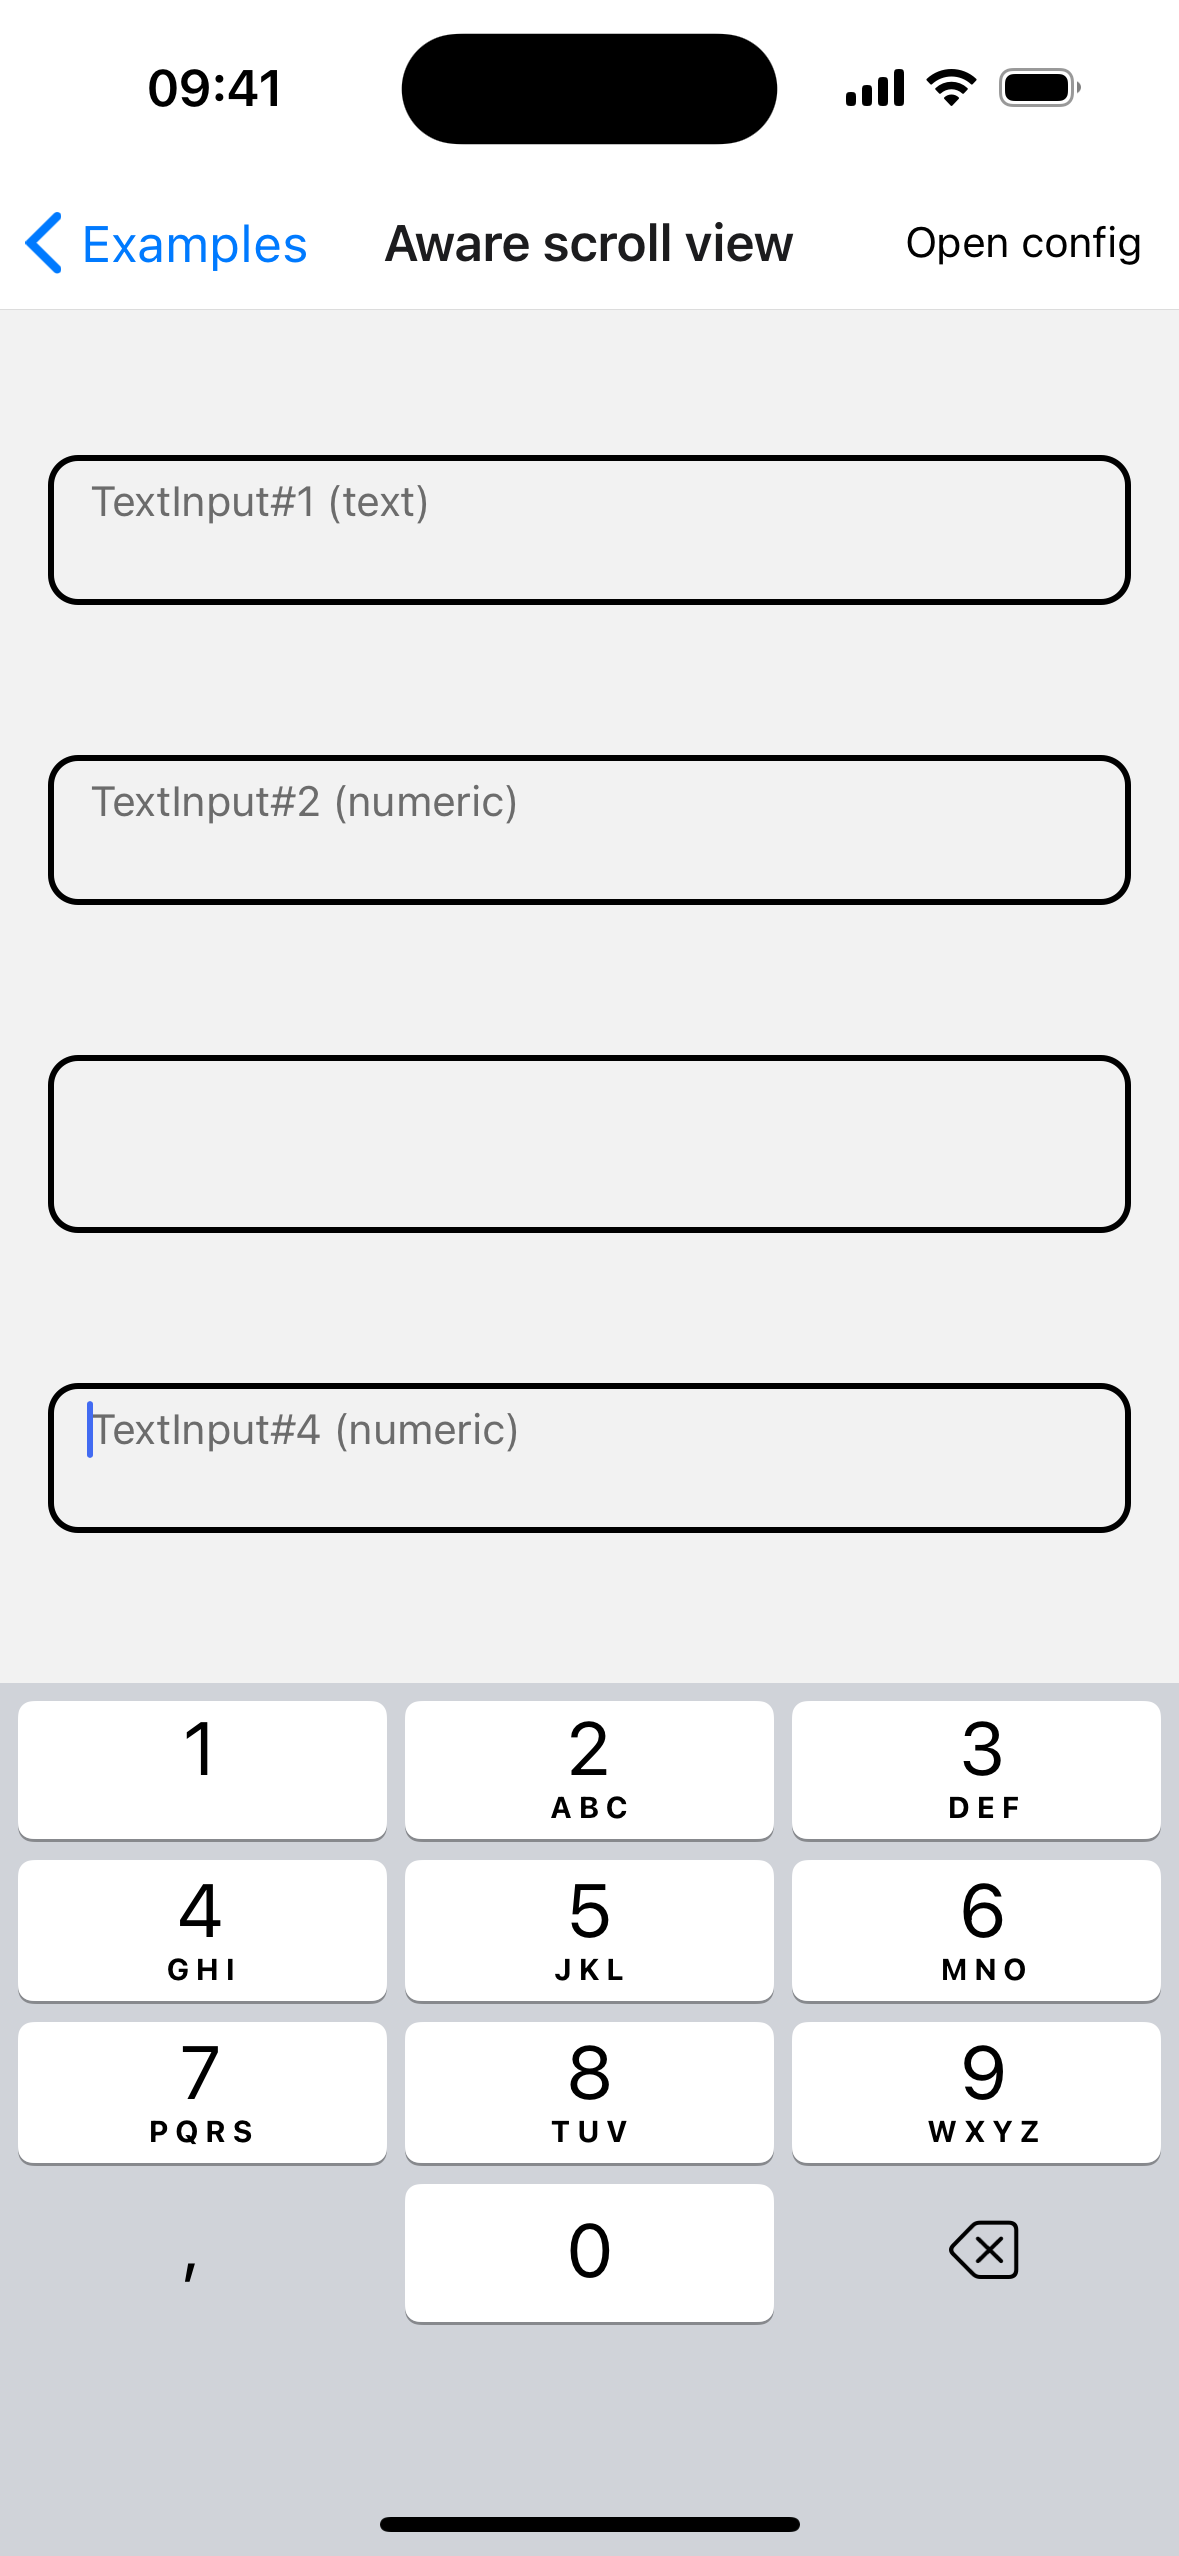 09:41
Examples
Aware scroll view
Open config
TextInput#1 (text)
TextInput#2 (numeric)
TextInput#4 (numeric)
1
2
ABC
3
DEF
4
GHI
5
JKL
6
MNO
7
PQRS
8
TUV
9
WXYZ
,
0